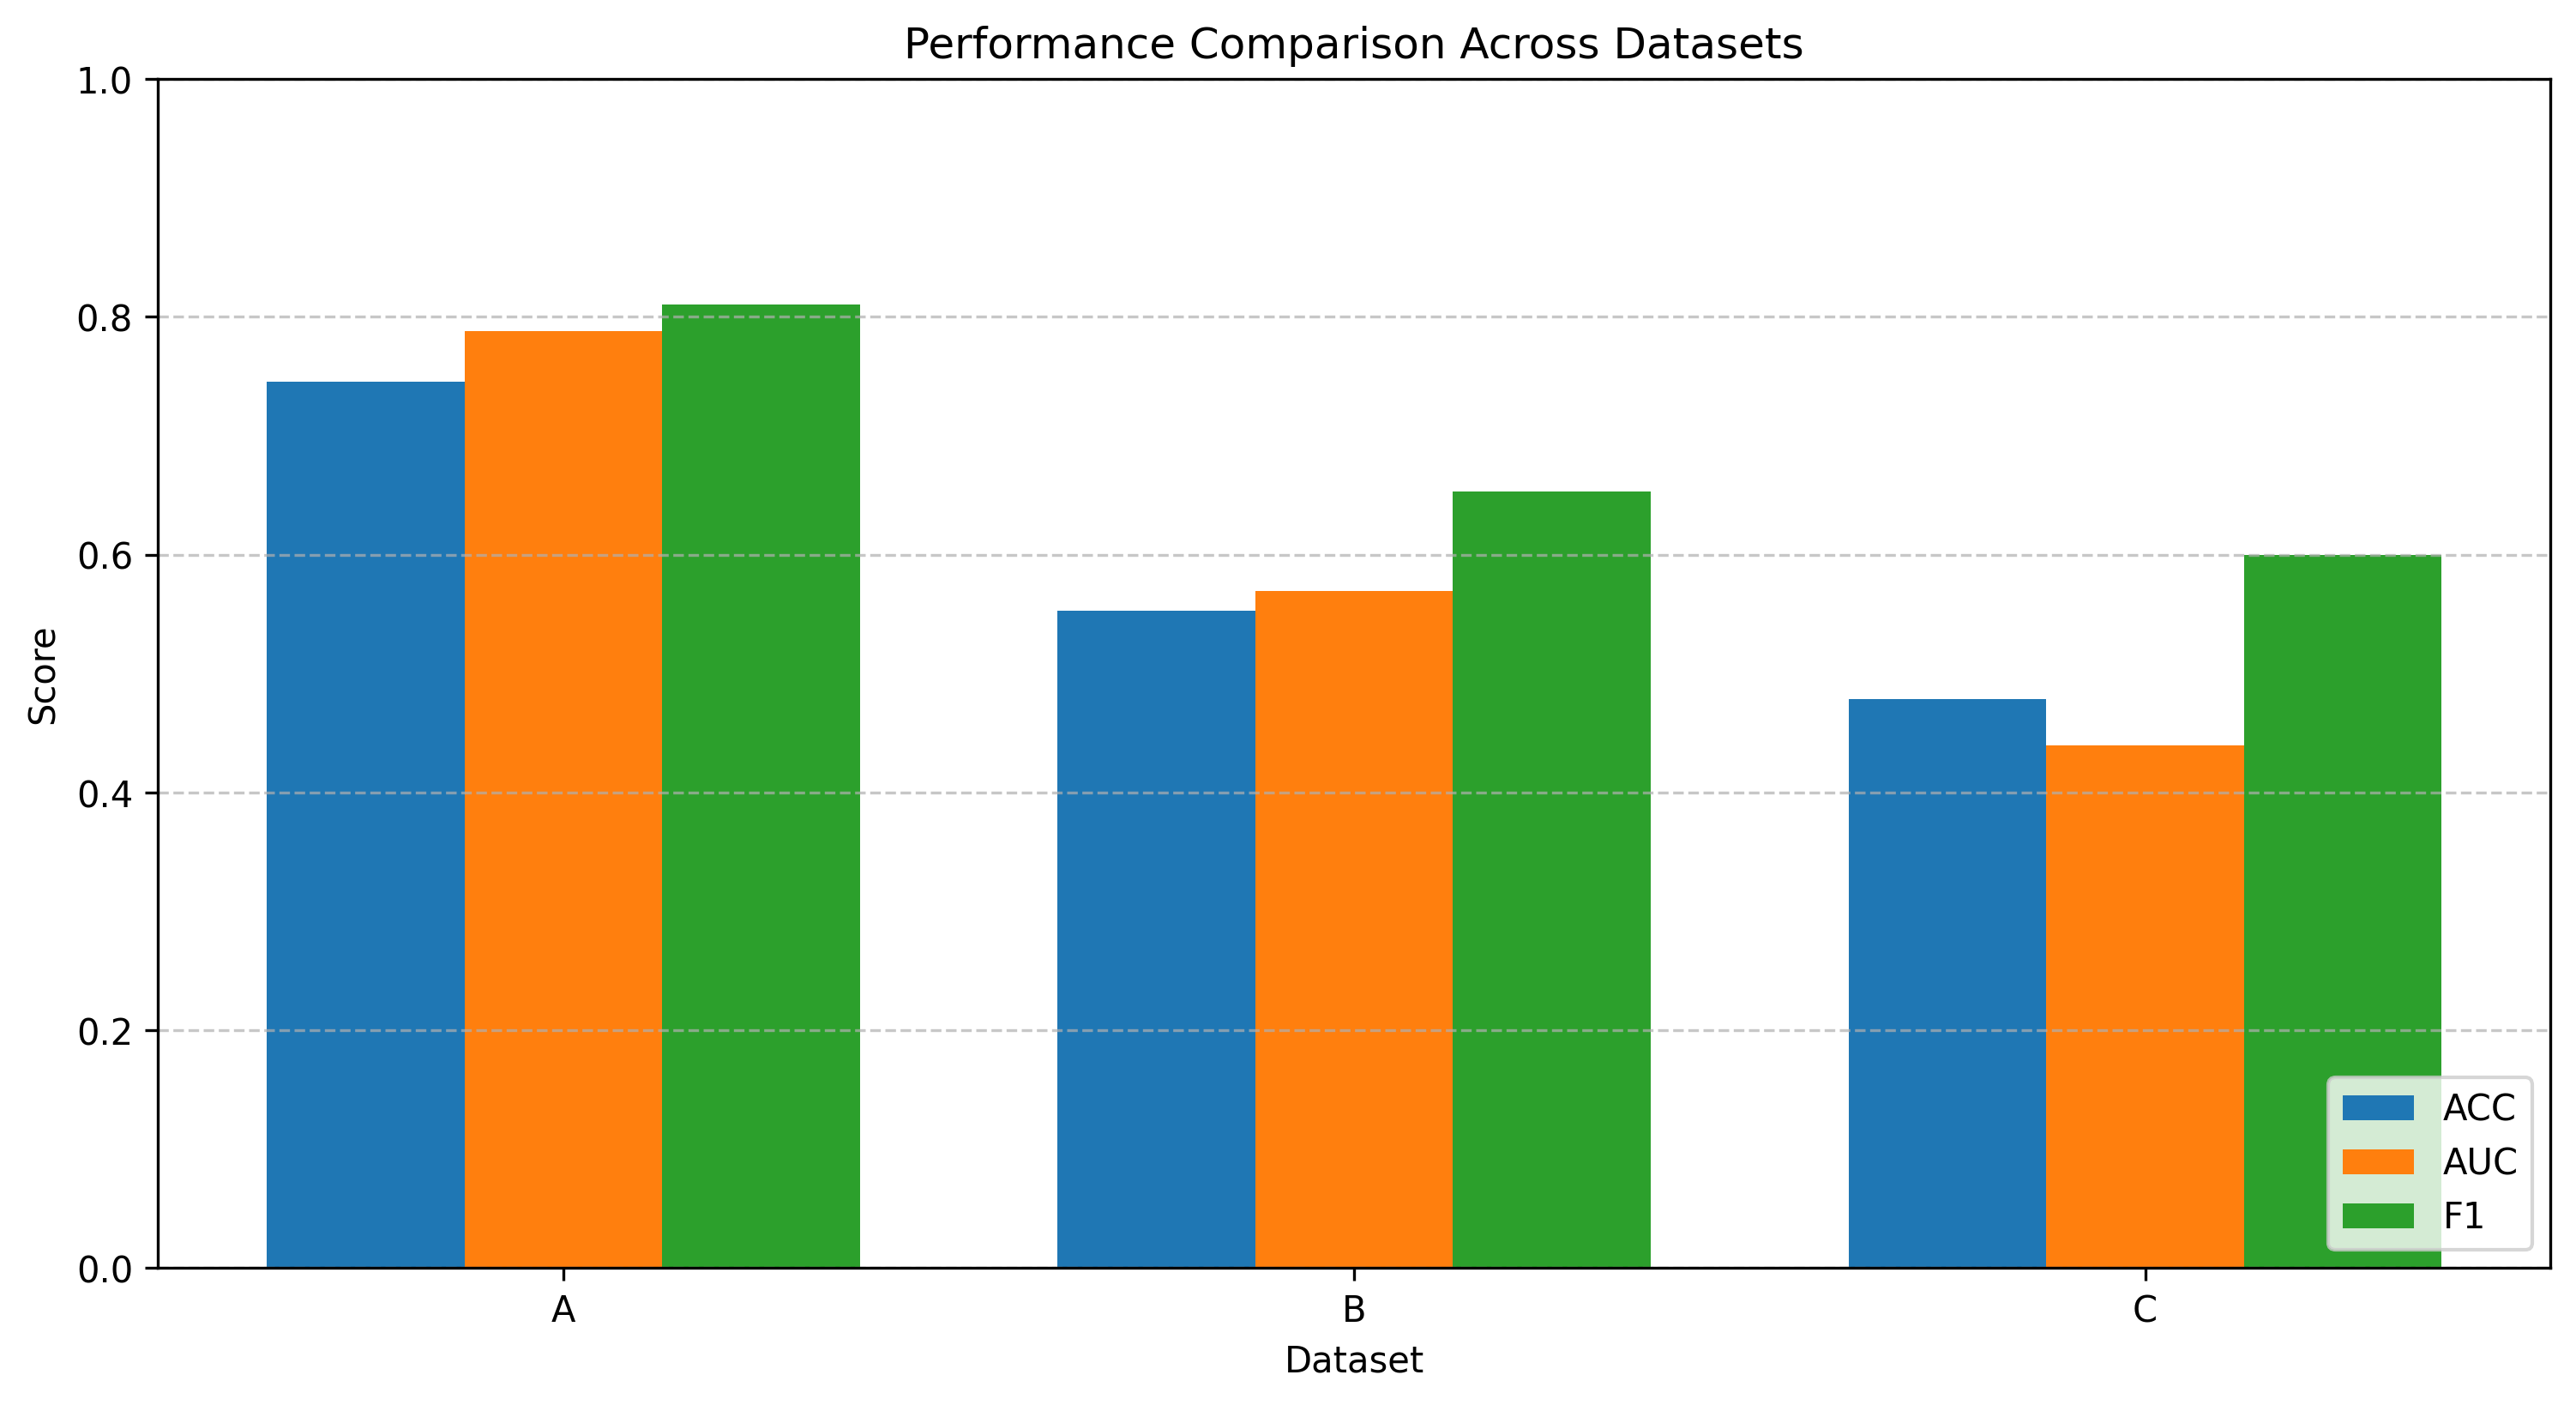 Performance Comparison Across Datasets
1.0
0.8
0.6
0.4
0.2
0.0
Score
A B C
Dataset
ACC
AUC
F1